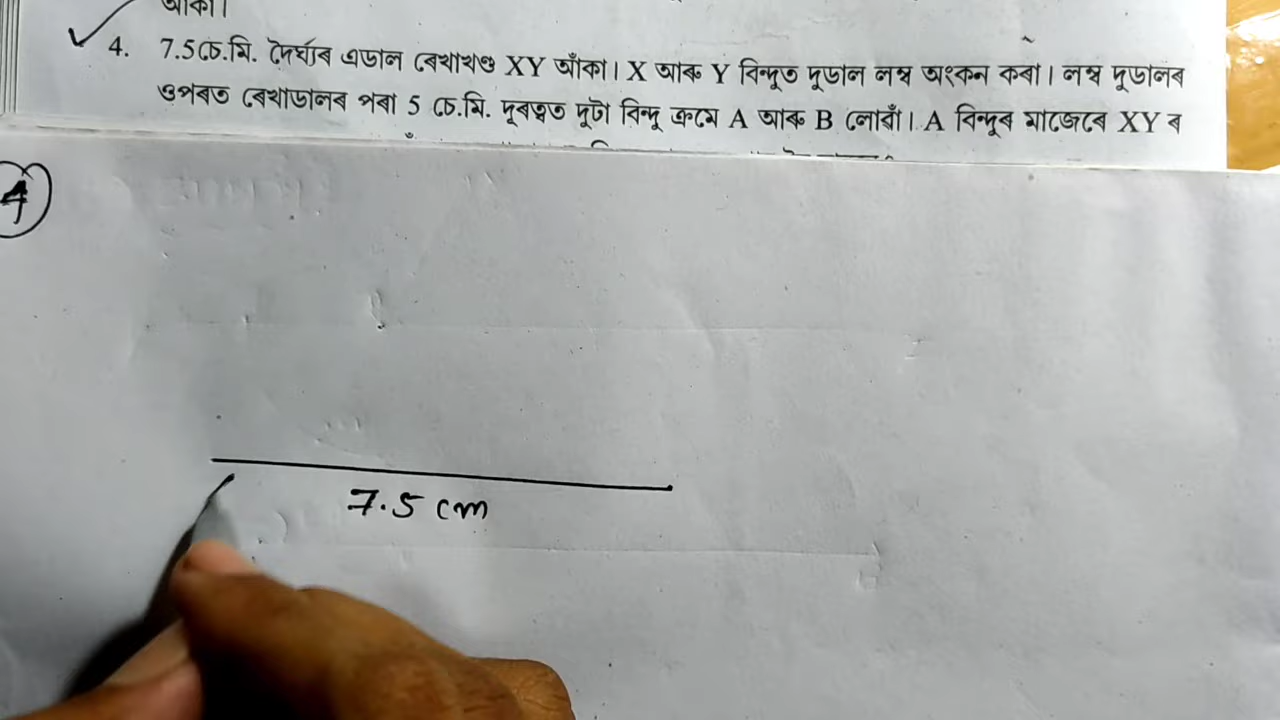 আঁকা।
4. 7.5চে.মি. দৈৰ্ঘ্যৰ এডাল ৰেখাখণ্ড XY আঁকা। X আৰু Y বিন্দুত দুডাল লম্ব অংকন কৰা। লম্ব দুডালৰ
ওপৰত ৰেখাডালৰ পৰা 5 চে.মি. দূৰত্বত দুটা বিন্দু ক্ৰমে A আৰু B লোৱাঁ। A বিন্দুৰ মাজেৰে XY ৰ
4
7.5 cm